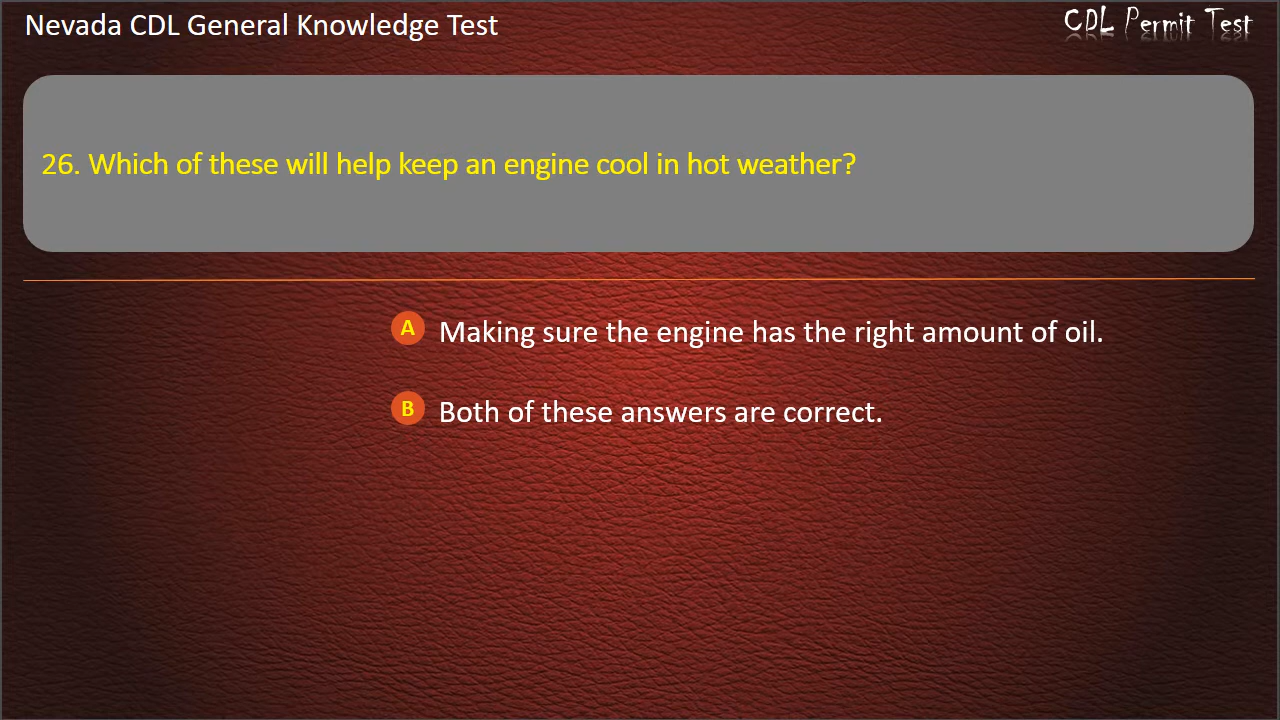 Nevada CDL General Knowledge Test
CDL Permit Test
26. Which of these will help keep an engine cool in hot weather?
A Making sure the engine has the right amount of oil.
B Both of these answers are correct.